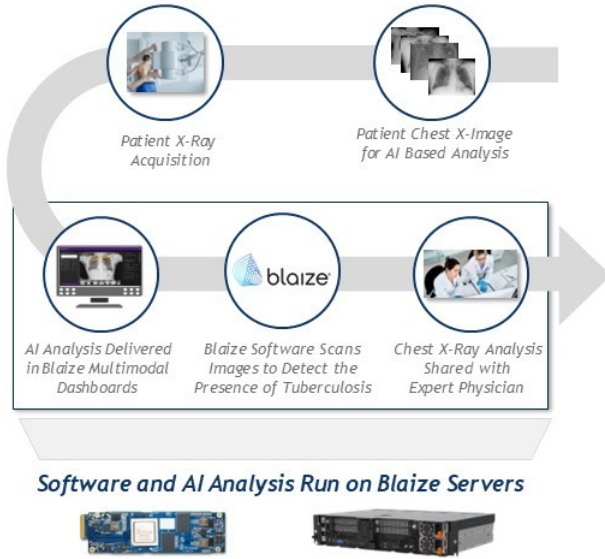 Patient X-Ray
Acquisition
Patient Chest X-Image
for AI Based Analysis
AI Analysis Delivered
in Blaize Multimodal
Dashboards
blaize
Blaize Software Scans
Images to Detect the
Presence of Tuberculosis
Chest X-Ray Analysis
Shared with
Expert Physician
Software and AI Analysis Run on Blaize Servers